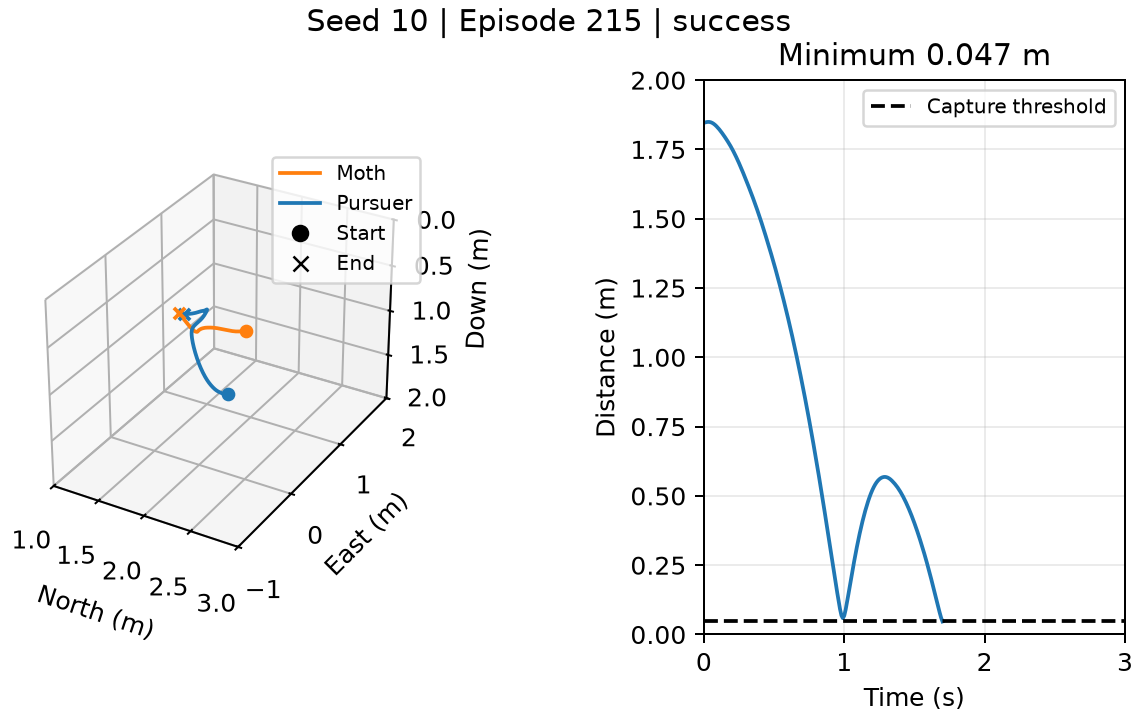 Seed 10 | Episode 215 | success
Moth
Pursuer
Start
End
0.0
0.5
1.0
1.5
2.0
Down (m)
2
1
0
−1
East (m)
1.0
1.5
2.0
2.5
3.0
North (m)
Minimum 0.047 m
Capture threshold
2.00
1.75
1.50
1.25
1.00
0.75
0.50
0.25
0.00
Distance (m)
0 1 2 3
Time (s)